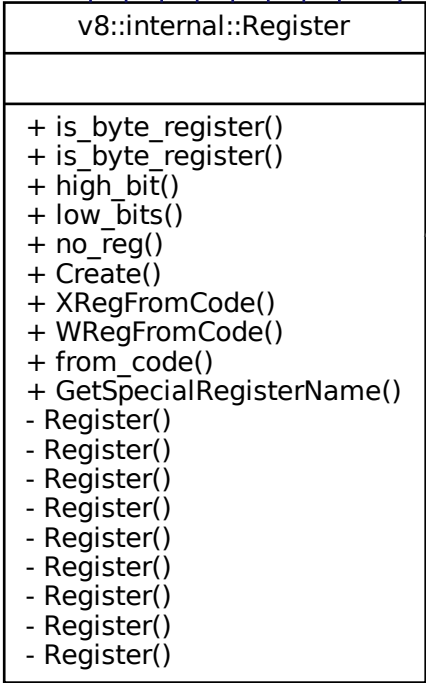 v8::internal::Register
+ is_byte_register()
+ is_byte_register()
+ high_bit()
+ low_bits()
+ no_reg()
+ Create()
+ XRegFromCode()
+ WRegFromCode()
+ from_code()
+ GetSpecialRegisterName()
- Register()
- Register()
- Register()
- Register()
- Register()
- Register()
- Register()
- Register()
- Register()